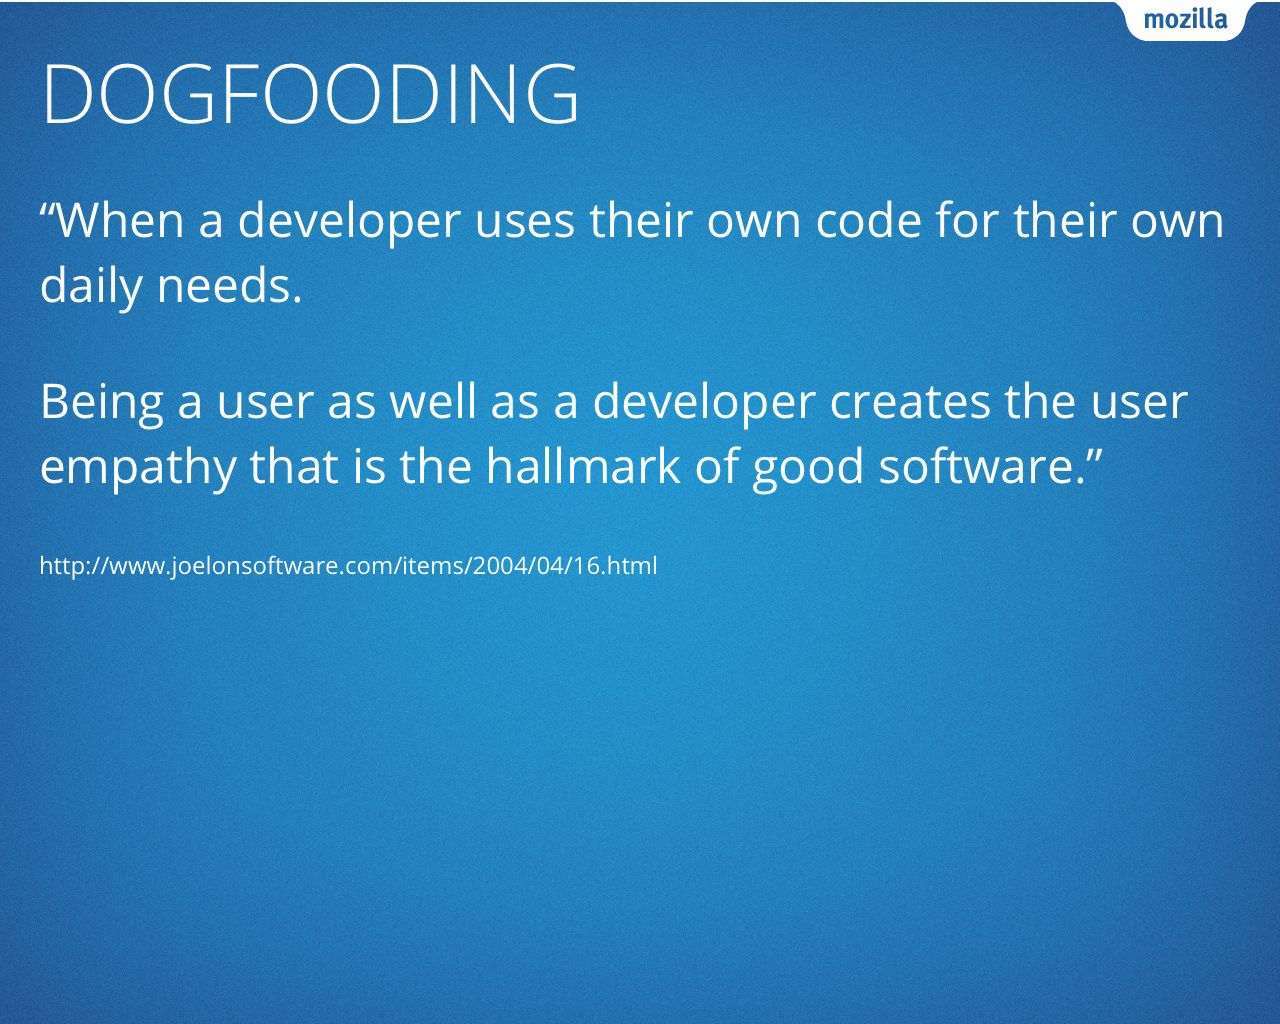 mozilla
DOGFOODING
“When a developer uses their own code for their own
daily needs.
Being a user as well as a developer creates the user
empathy that is the hallmark of good software.”
http://www.joelonsoftware.com/items/2004/04/16.html